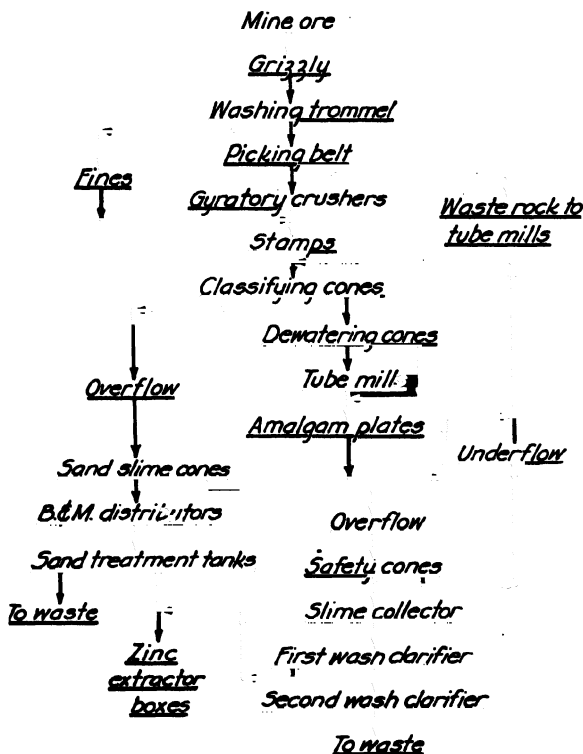 Mine ore
Grizzly
Washing trommel
Picking belt
Fines
Gyratory crushers
Waste rock to
tube mills
Stamps
Classifying cones
Dewatering cones
Tube mill
Overflow
Amalgam plates
Underflow
Sand slime cones
B.&M. distributors
Overflow
Sand treatment tanks
Safety cones
To waste
Slime collector
Zinc
extractor
boxes
First wash clarifier
Second wash clarifier
To waste